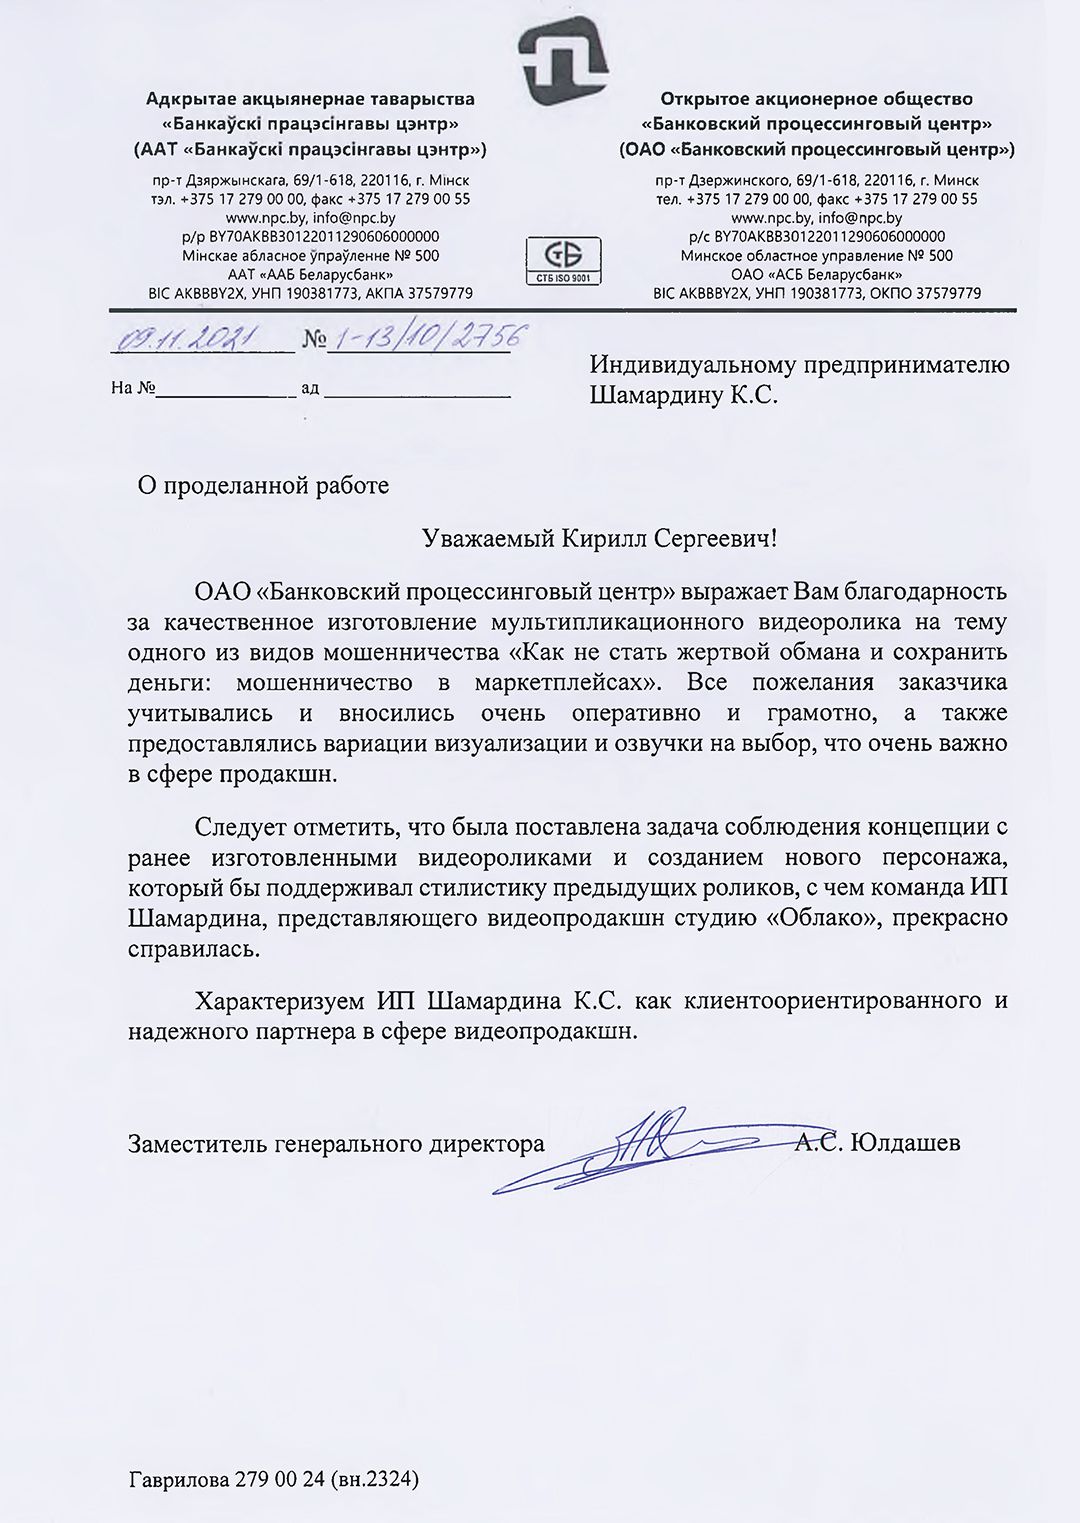 Адкрытае акцыянернае таварыства
«Банкаўскі працэсінгавы цэнтр»
(ААТ «Банкаўскі працэсінгавы цэнтр»)
пр-т Дзяржынскага, 69/1-618, 220116, г. Мінск
тэл. +375 17 279 00 00, факс +375 17 279 00 55
www.npc.by, info@npc.by
р/р BY70AKBB30122011290606000000
Мінскае абласное ўпраўленне № 500
ААТ «ААБ Беларусбанк»
BIC AKBBBY2X, УНП 190381773, АКПА 37579779
СТБ ISO 9001
Открытое акционерное общество
«Банковский процессинговый центр»
(ОАО «Банковский процессинговый центр»)
пр-т Дзержинского, 69/1-618, 220116, г. Минск
тел. +375 17 279 00 00, факс +375 17 278 00 55
www.npc.by, info@npc.by
р/с BY70AKBB30122011290606000000
Минское областное управление № 500
ОАО «АСБ Беларусбанк»
BIC AKBBBY2X, УНП 190381773, ОКПО 37579779
09.11.2021 № 1-13/10/2756
На №______________ ад __________________
Индивидуальному предпринимателю
Шамардину К.С.
О проделанной работе
Уважаемый Кирилл Сергеевич!
ОАО «Банковский процессинговый центр» выражает Вам благодарность
за качественное изготовление мультипликационного видеоролика на тему
одного из видов мошенничества «Как не стать жертвой обмана и сохранить
деньги: мошенничество в маркетплейсах». Все пожелания заказчика
учитывались и вносились очень оперативно и грамотно, а также
предоставлялись вариации визуализации и озвучки на выбор, что очень важно
в сфере продакшн.
Следует отметить, что была поставлена задача соблюдения концепции с
ранее изготовленными видеороликами и созданием нового персонажа,
который бы поддерживал стилистику предыдущих роликов, с чем команда ИП
Шамардина, представляющего видеопродакшн студию «Облако», прекрасно
справилась.
Характеризуем ИП Шамардина К.С. как клиентоориентированного и
надежного партнера в сфере видеопродакшн.
Заместитель генерального директора А.С. Юлдашев
Гаврилова 279 00 24 (вн.2324)